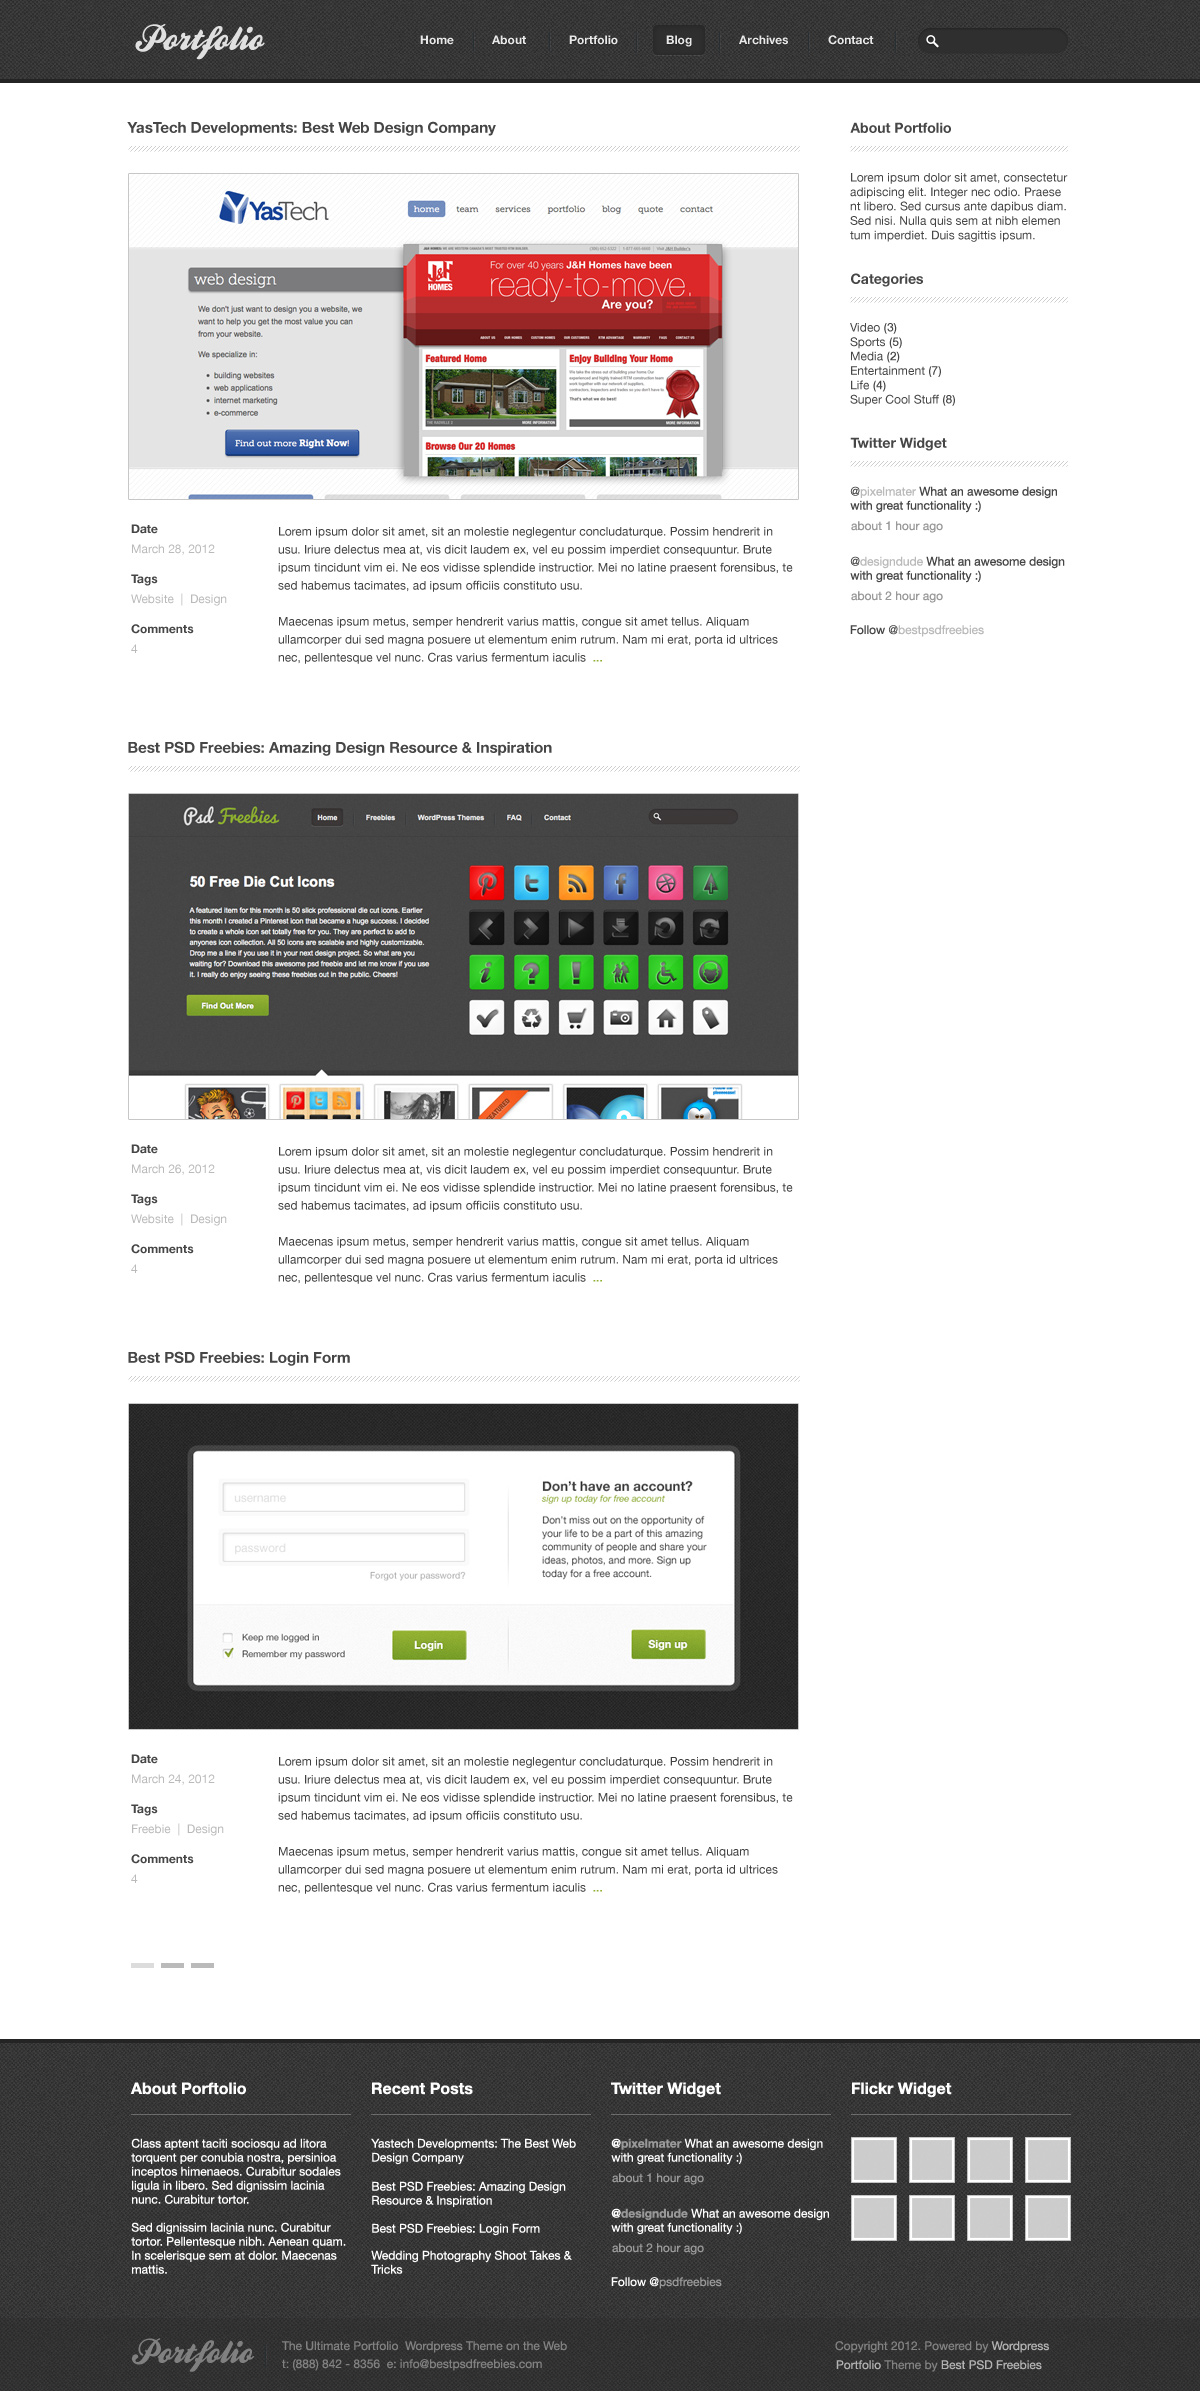 Portfolio
Home
About
Portfolio
Blog
Archives
Contact
YasTech Developments: Best Web Design Company
YasTech
home
team
services
portfolio
blog
quote
contact
web design
We don't just want to design you a website, we
want to help you get the most value you can
from your website.
We specialize in:
• building websites
• web applications
• internet marketing
• e-commerce
Find out more Right Now!
J&H
HOMES
For over 40 years J&H Homes have been
ready-to-move.
Are you?
ABOUT US
OUR HOMES
CUSTOM HOMES
OUR CUSTOMERS
RTM ADVANTAGE
WARRANTY
FAQS
CONTACT US
Featured Home
MORE INFORMATION
Enjoy Building Your Home
That's what we do best!
MORE INFORMATION
Browse Our 20 Homes
Date
March 28, 2012
Tags
Website | Design
Comments
4
Lorem ipsum dolor sit amet, sit an molestie neglegentur concludaturque. Possim hendrerit in
usu. Iriure delectus mea at, vis dicit laudem ex, vel eu possim imperdiet consequuntur. Brute
ipsum tincidunt vim ei. Ne eos vidisse splendide instructior. Mei no latine praesent forensibus, te
sed habemus tacimates, ad ipsum officiis constituto usu.
Maecenas ipsum metus, semper hendrerit varius mattis, congue sit amet tellus. Aliquam
ullamcorper dui sed magna posuere ut elementum enim rutrum. Nam mi erat, porta id ultrices
nec, pellentesque vel nunc. Cras varius fermentum iaculis ...
About Portfolio
Lorem ipsum dolor sit amet, consectetur
adipiscing elit. Integer nec odio. Praese
nt libero. Sed cursus ante dapibus diam.
Sed nisi. Nulla quis sem at nibh elemen
tum imperdiet. Duis sagittis ipsum.
Categories
Video (3)
Sports (5)
Media (2)
Entertainment (7)
Life (4)
Super Cool Stuff (8)
Twitter Widget
@pixelmater What an awesome design
with great functionality :)
about 1 hour ago
@designdude What an awesome design
with great functionality :)
about 2 hour ago
Follow @bestpsdfreebies
Best PSD Freebies: Amazing Design Resource & Inspiration
Psd Freebies
Home
Freebies
WordPress Themes
FAQ
Contact
50 Free Die Cut Icons
A featured item for this month is 50 slick professional die cut icons. Earlier
this month I created a Pinterest icon that became a huge success. I decided
to create a whole icon set totally free for you. They are perfect to add to
anyones icon collection. All 50 icons are scalable and highly customizable.
Drop me a line if you use it in your next design project. So what are you
waiting for? Download this awesome psd freebie and let me know if you use
it. I really do enjoy seeing these freebies out in the public. Cheers!
Find Out More
FEATURED
Date
March 26, 2012
Tags
Website | Design
Comments
4
Lorem ipsum dolor sit amet, sit an molestie neglegentur concludaturque. Possim hendrerit in
usu. Iriure delectus mea at, vis dicit laudem ex, vel eu possim imperdiet consequuntur. Brute
ipsum tincidunt vim ei. Ne eos vidisse splendide instructior. Mei no latine praesent forensibus, te
sed habemus tacimates, ad ipsum officiis constituto usu.
Maecenas ipsum metus, semper hendrerit varius mattis, congue sit amet tellus. Aliquam
ullamcorper dui sed magna posuere ut elementum enim rutrum. Nam mi erat, porta id ultrices
nec, pellentesque vel nunc. Cras varius fermentum iaculis ...
Best PSD Freebies: Login Form
username
password
Forgot your password?
Keep me logged in
Remember my password
Login
Don't have an account?
sign up today for free account
Don't miss out on the opportunity of
your life to be a part of this amazing
community of people and share your
ideas, photos, and more. Sign up
today for a free account.
Sign up
Date
March 24, 2012
Tags
Freebie | Design
Comments
4
Lorem ipsum dolor sit amet, sit an molestie neglegentur concludaturque. Possim hendrerit in
usu. Iriure delectus mea at, vis dicit laudem ex, vel eu possim imperdiet consequuntur. Brute
ipsum tincidunt vim ei. Ne eos vidisse splendide instructior. Mei no latine praesent forensibus, te
sed habemus tacimates, ad ipsum officiis constituto usu.
Maecenas ipsum metus, semper hendrerit varius mattis, congue sit amet tellus. Aliquam
ullamcorper dui sed magna posuere ut elementum enim rutrum. Nam mi erat, porta id ultrices
nec, pellentesque vel nunc. Cras varius fermentum iaculis ...
About Porftolio
Class aptent taciti sociosqu ad litora
torquent per conubia nostra, persinioa
inceptos himenaeos. Curabitur sodales
ligula in libero. Sed dignissim lacinia
nunc. Curabitur tortor.
Sed dignissim lacinia nunc. Curabitur
tortor. Pellentesque nibh. Aenean quam.
In scelerisque sem at dolor. Maecenas
mattis.
Recent Posts
Yastech Developments: The Best Web
Design Company
Best PSD Freebies: Amazing Design
Resource & Inspiration
Best PSD Freebies: Login Form
Wedding Photography Shoot Takes &
Tricks
Twitter Widget
@pixelmater What an awesome design
with great functionality :)
about 1 hour ago
@designdude What an awesome design
with great functionality :)
about 2 hour ago
Follow @psdfreebies
Flickr Widget
Portfolio
The Ultimate Portfolio Wordpress Theme on the Web
t: (888) 842 - 8356 e: info@bestpsdfreebies.com
Copyright 2012. Powered by Wordpress
Portfolio Theme by Best PSD Freebies